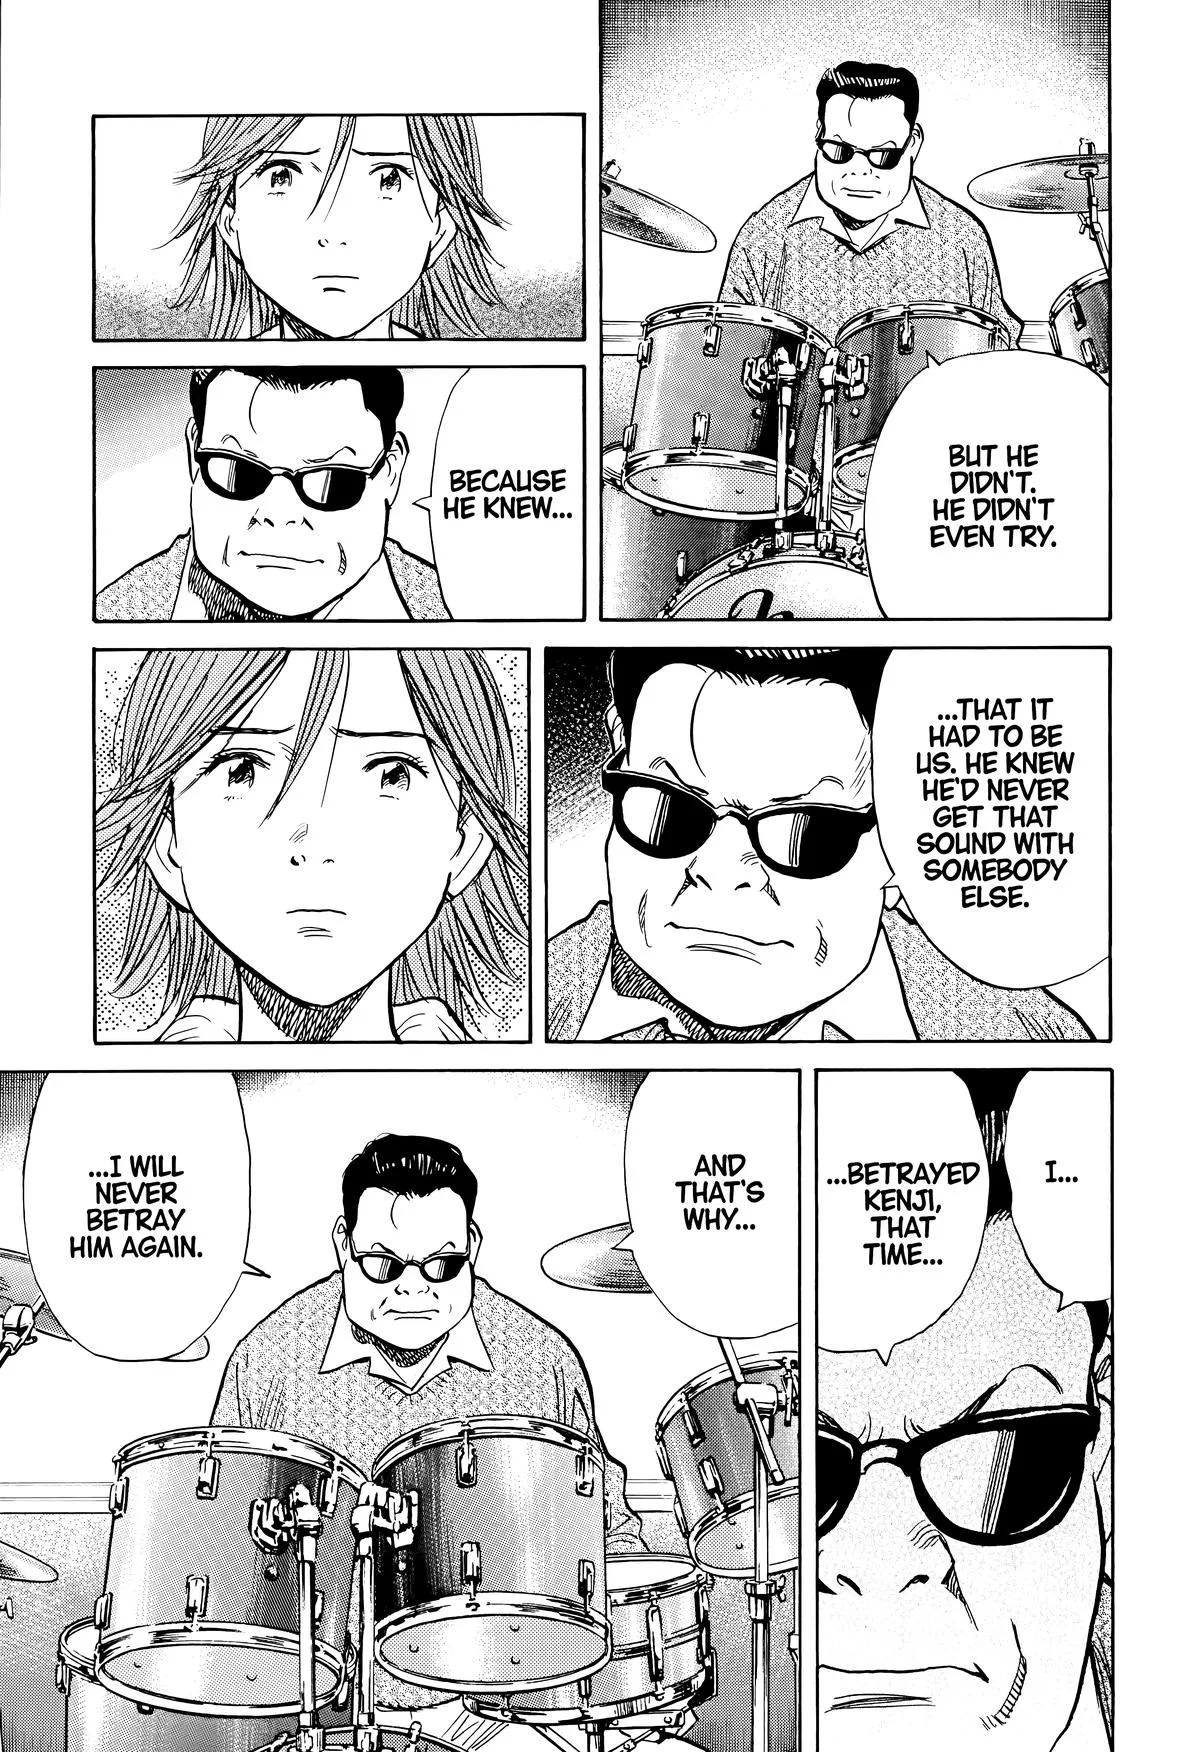 BUT HE
DIDN'T.
HE DIDN'T
EVEN TRY.
BECAUSE
HE KNEW...
...THAT IT
HAD TO BE
US. HE KNEW
HE'D NEVER
GET THAT
SOUND WITH
SOMEBODY
ELSE.
I...
...BETRAYED
KENJI,
THAT
TIME...
AND
THAT'S
WHY...
...I WILL
NEVER
BETRAY
HIM AGAIN.